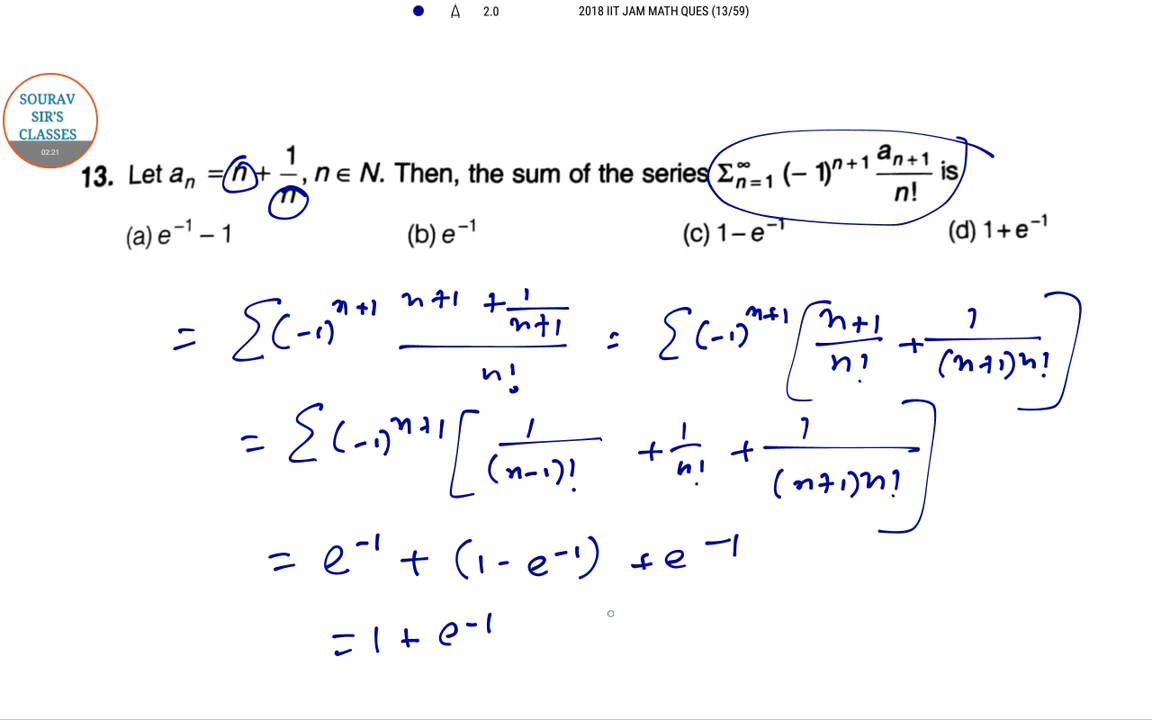 2.0 2018 IIT JAM MATH QUES (13/59)
SOURAV
SIR'S
CLASSES
02:21
13. Let aₙ = n + 1/n, n ∈ N. Then, the sum of the series Σₙ₌₁^∞ (−1)ⁿ⁺¹ aₙ₊₁/n! is
(a) e⁻¹ − 1 (b) e⁻¹ (c) 1 − e⁻¹ (d) 1 + e⁻¹
= Σ (-1)ⁿ⁺¹ (n+1 + 1/(n+1))/n! = Σ (-1)ⁿ⁺¹ [(n+1)/n! + 1/((n+1)n!)]
= Σ (-1)ⁿ⁺¹ [1/(n-1)! + 1/n! + 1/((n+1)n!)]
= e⁻¹ + (1 - e⁻¹) + e⁻¹
= 1 + e⁻¹